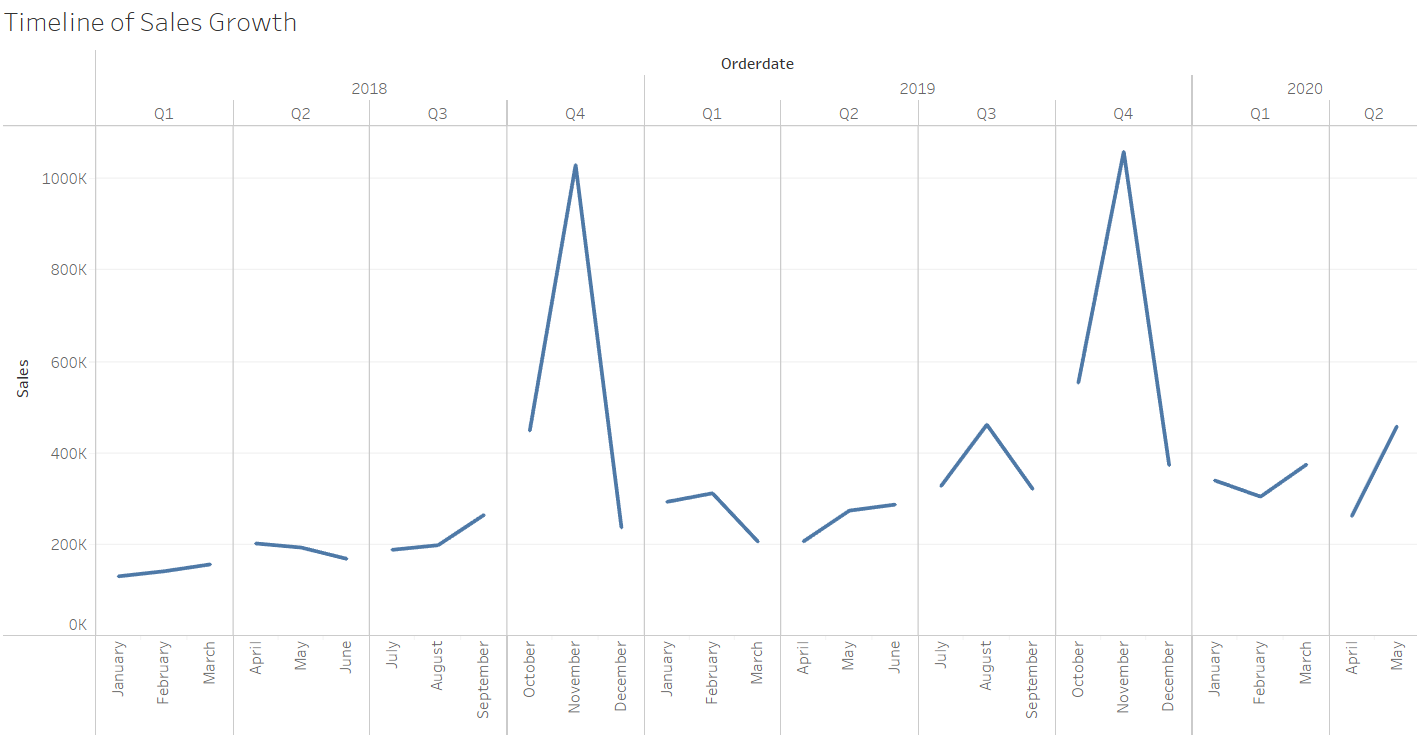 Timeline of Sales Growth
Orderdate
2018 2019 2020
Q1 Q2 Q3 Q4 Q1 Q2 Q3 Q4 Q1 Q2
1000K
800K
600K
Sales
400K
200K
0K
January February March April May June July August September October November December January February March April May June July August September October November December January February March April May